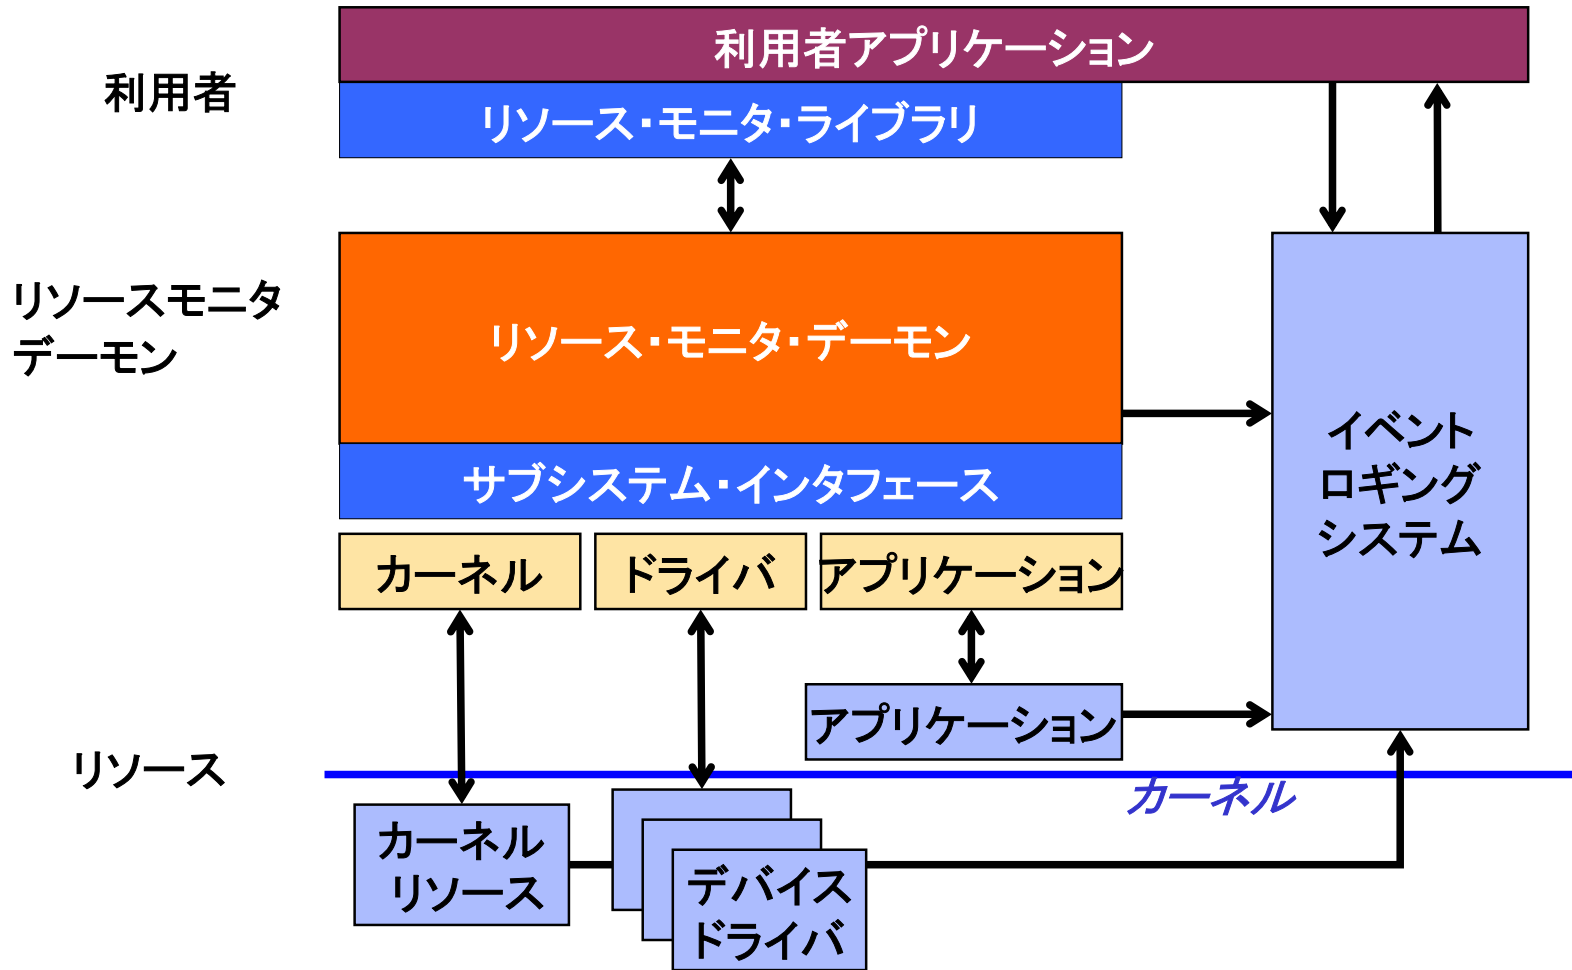 利用者アプリケーション
利用者
リソース・モニタ・ライブラリ
リソースモニタ
デーモン
リソース・モニタ・デーモン
サブシステム・インタフェース
イベント
ロギング
システム
カーネル
ドライバ
アプリケーション
アプリケーション
リソース
カーネル
カーネル
リソース
デバイス
ドライバ